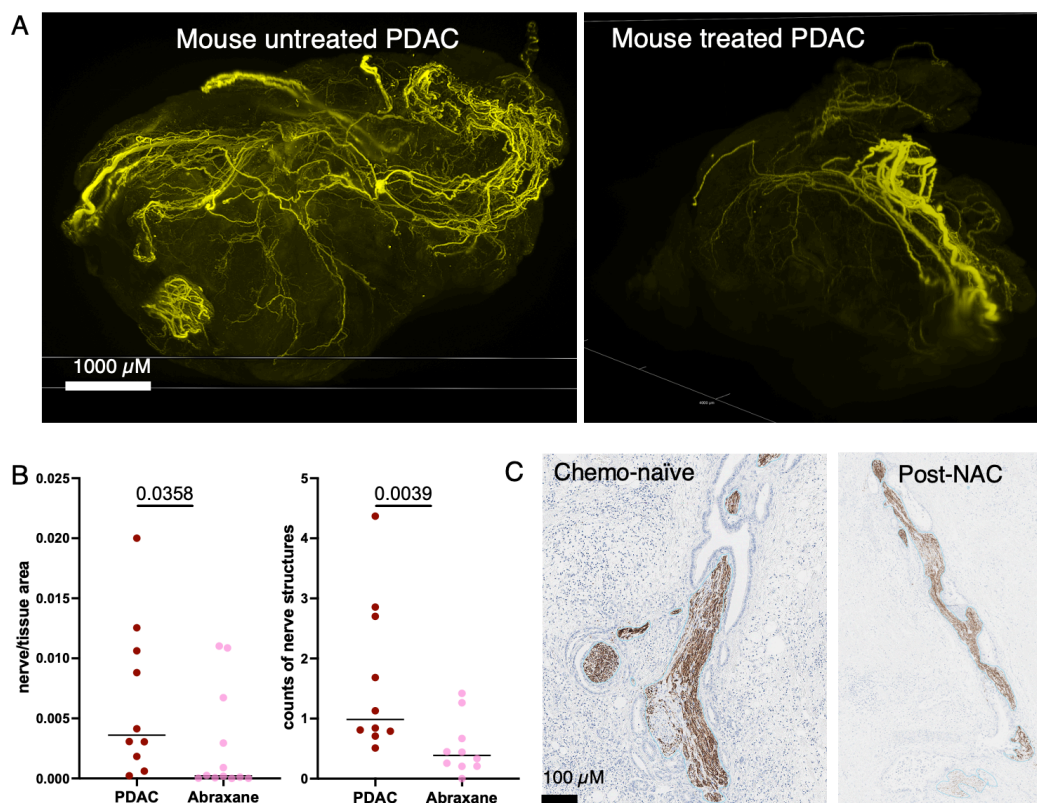 A
Mouse untreated PDAC
Mouse treated PDAC
1000 µM
B
0.025
0.020
0.015
0.010
0.005
0.000
nerve/tissue area
0.0358
PDAC
Abraxane
5
4
3
2
1
0
counts of nerve structures
0.0039
PDAC
Abraxane
C
Chemo-naïve
Post-NAC
100 µM